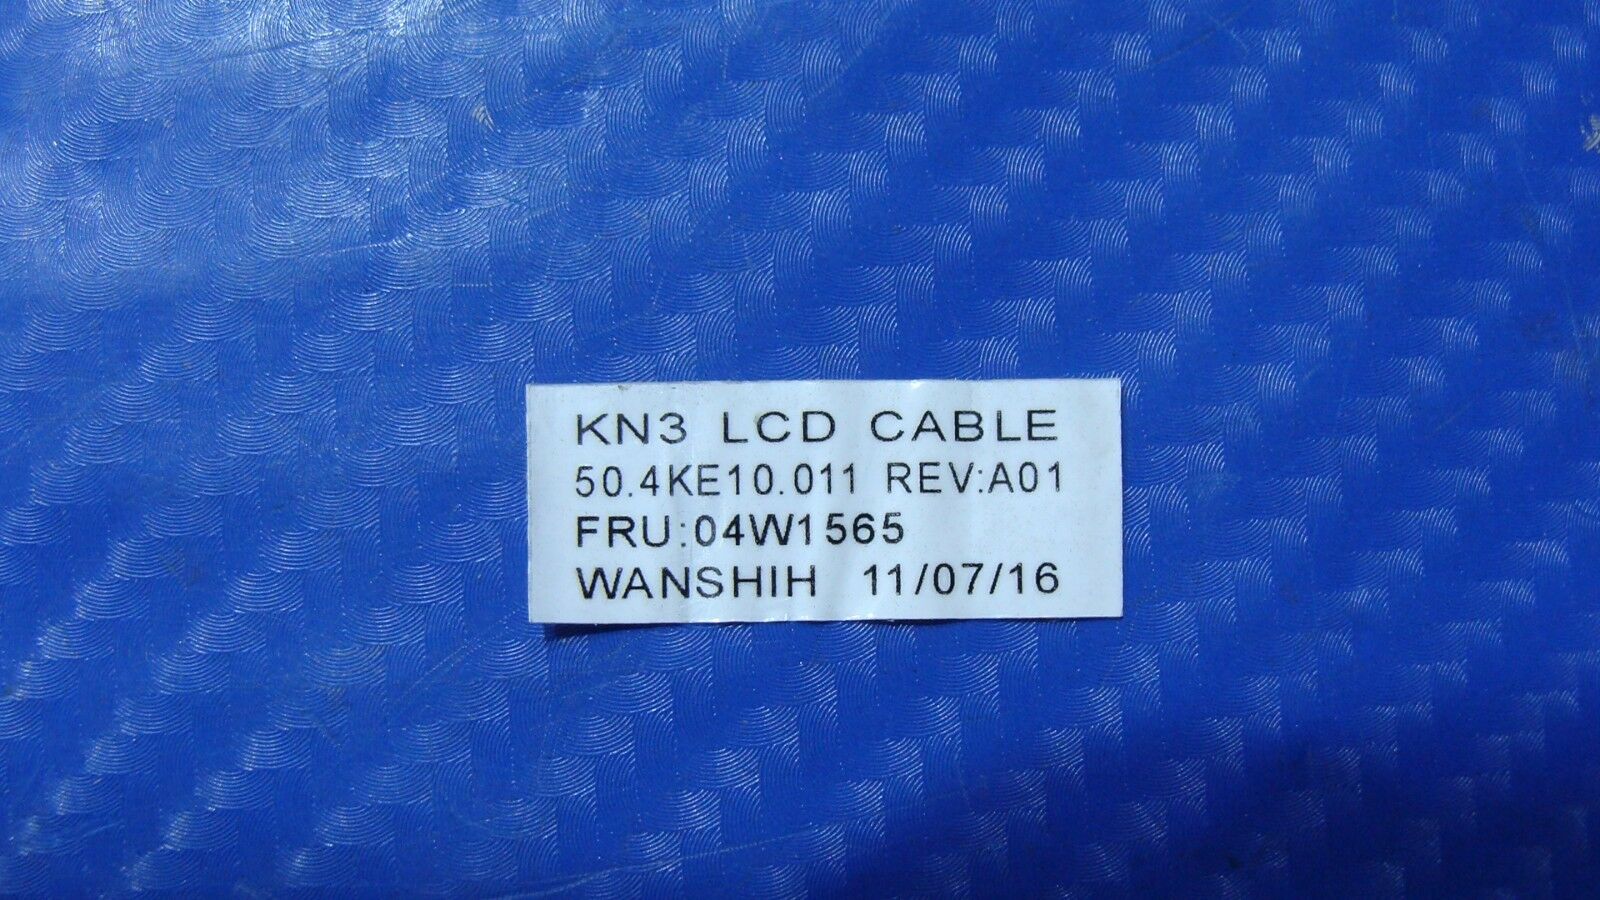 KN3 LCD CABLE
50.4KE10.011 REV:A01
FRU:04W1565
WANSHIH 11/07/16